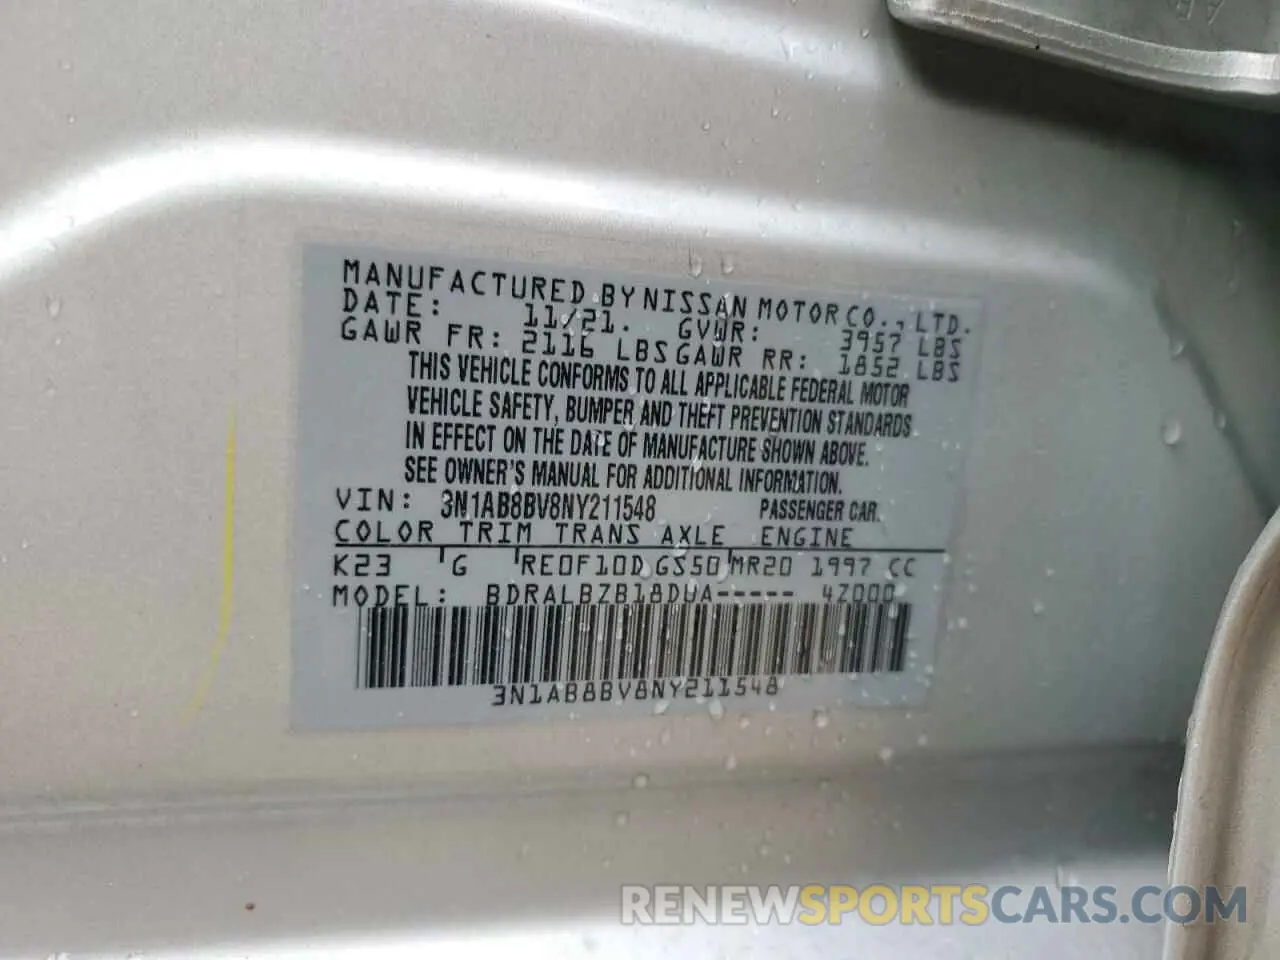 MANUFACTURED BY NISSAN MOTOR CO., LTD.
DATE: 11/21. GVWR: 3957 LBS
GAWR FR: 2116 LBS GAWR RR: 1852 LBS
THIS VEHICLE CONFORMS TO ALL APPLICABLE FEDERAL MOTOR
VEHICLE SAFETY, BUMPER AND THEFT PREVENTION STANDARDS
IN EFFECT ON THE DATE OF MANUFACTURE SHOWN ABOVE.
SEE OWNER'S MANUAL FOR ADDITIONAL INFORMATION.
VIN: 3N1AB8BV8NY211548 PASSENGER CAR.
COLOR TRIM TRANS AXLE ENGINE
K23 G RE0F10D GS50 MR20 1997 CC
MODEL: BDRALBZB18DUA----- 4Z000
3N1AB8BV8NY211548
RENEWSPORTSCARS.COM